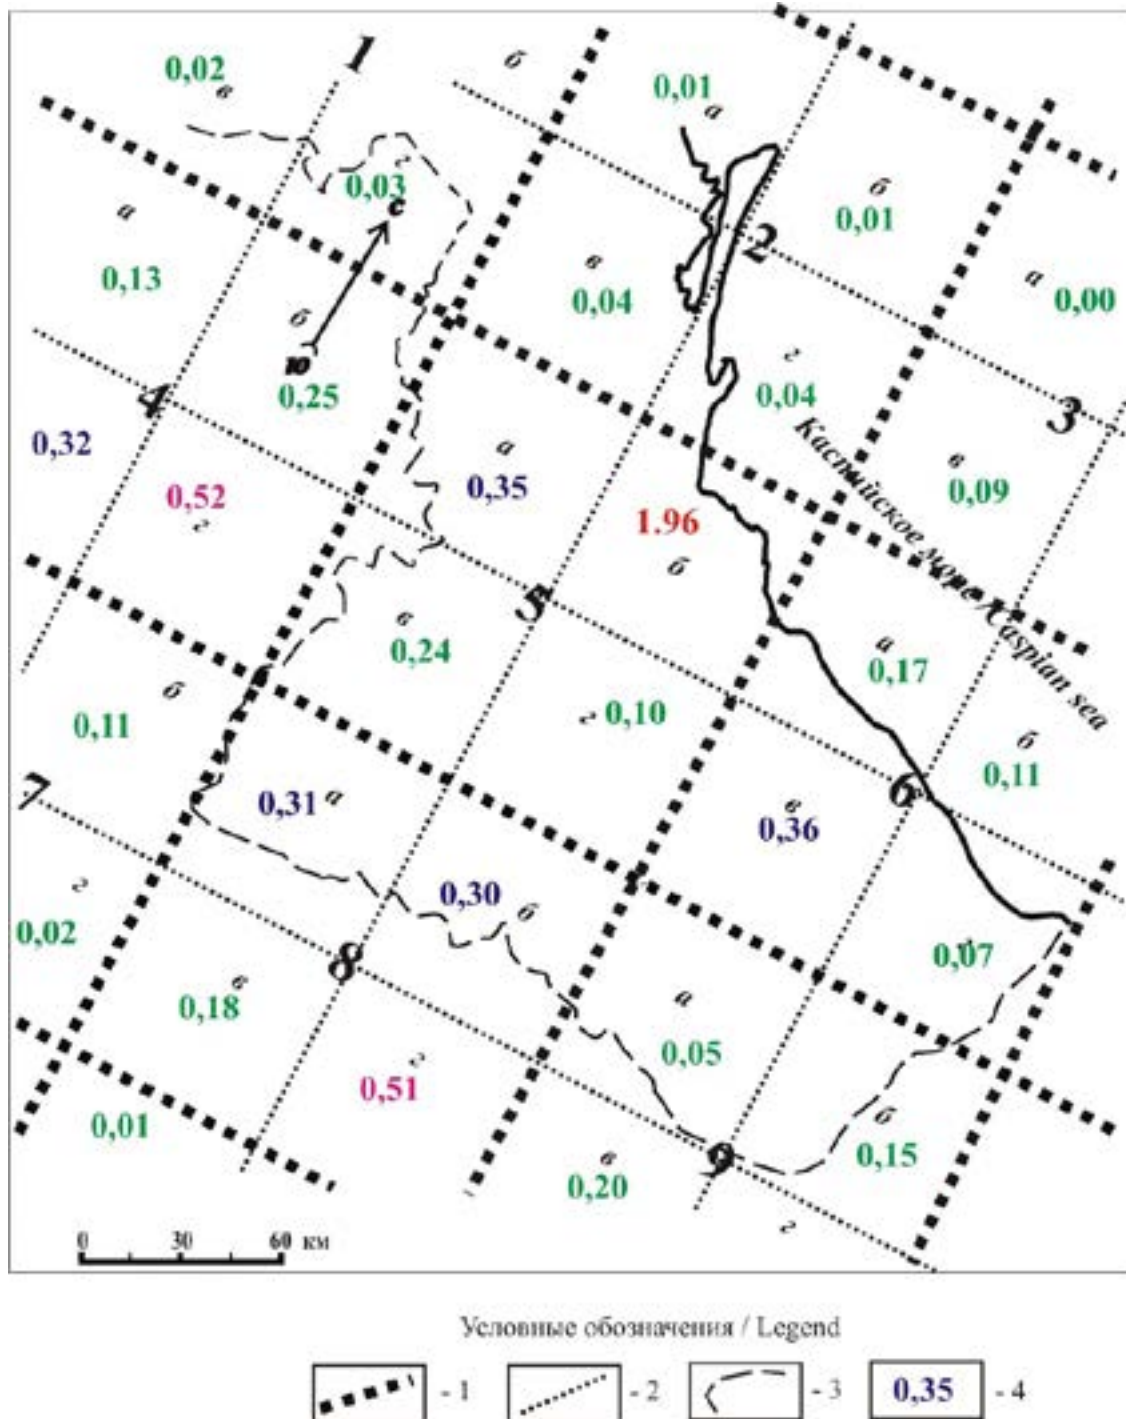 1
б
0,02
в
0,01
а
г
0,03
с
б
0,01
а
2
0,13
в
0,04
а
0,00
б
ю
0,25
г
0,04
4
0,32
3
а
0,35
0,52
г
в
0,09
Каспийское море / Caspian sea
1.96
б
5
в
0,24
а
0,17
б
0,11
г
0,10
б
0,11
7
0,31 а
6
в
0,36
г
0,02
0,30
б
8
г
0,07
в
0,18
а
0,05
г
0,51
0,01
б
0,15
9
в
0,20
г
0 30 60 км
Условные обозначения / Legend
- 1 - 2 - 3 0,35 - 4